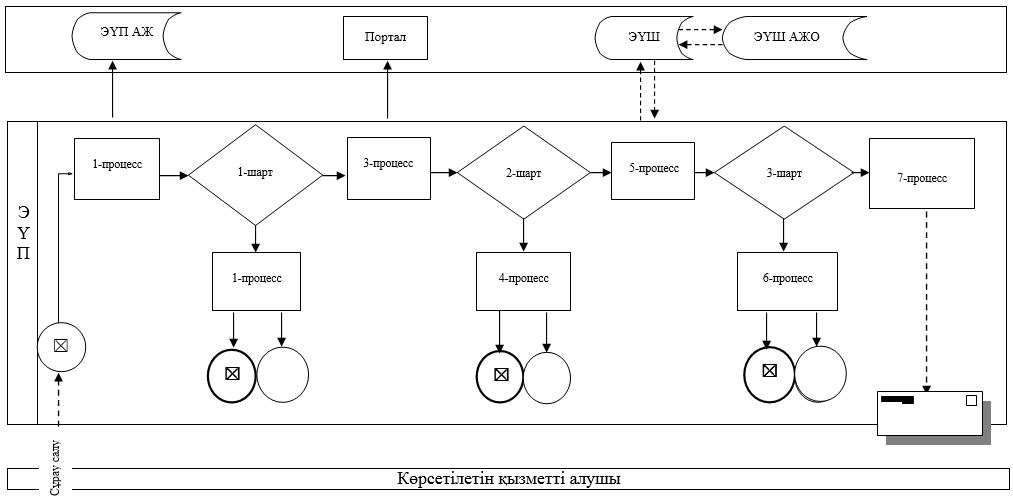 ЭҮП АЖ
Портал
ЭҮШ
ЭҮШ АЖО
Э
Ү
П
1-процесс
1-шарт
3-процесс
2-шарт
5-процесс
3-шарт
7-процесс
1-процесс
4-процесс
6-процесс
Сұрау салу
Көрсетілетін қызметті алушы